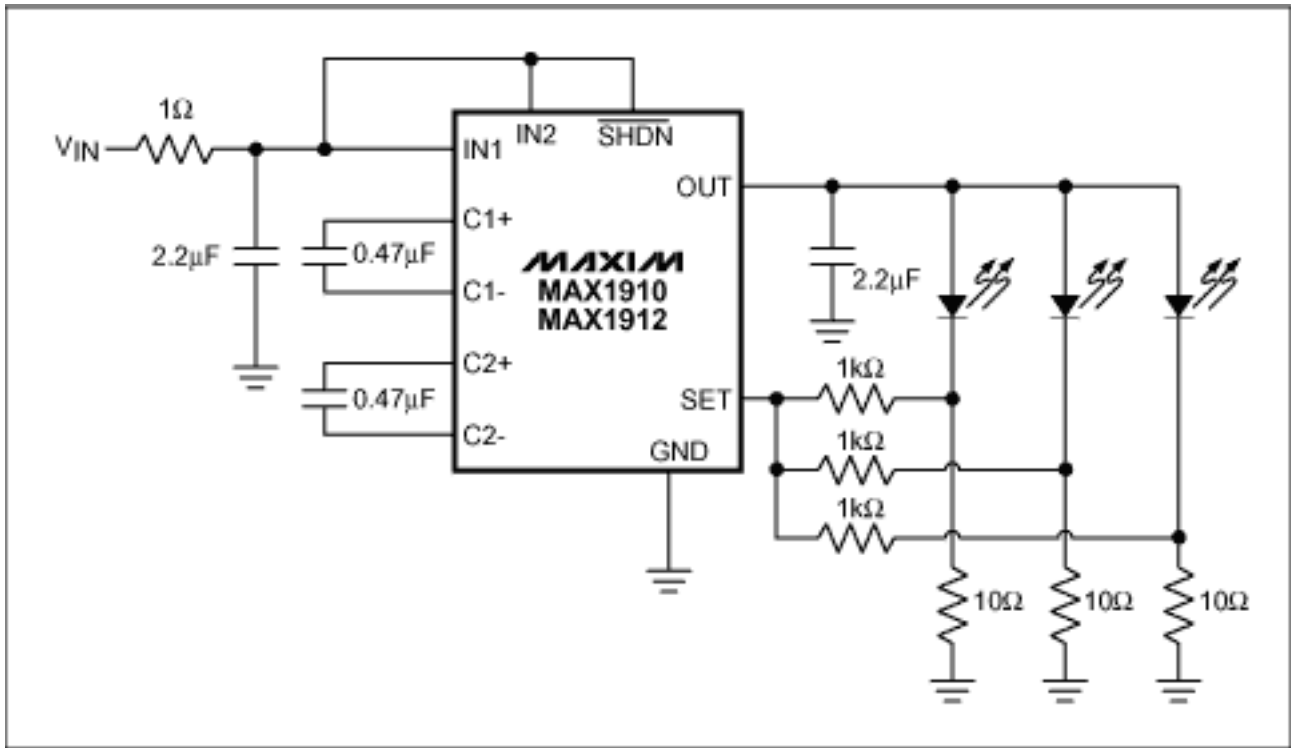 1Ω
V_IN
IN1
IN2
SHDN
OUT
C1+
C1-
C2+
C2-
SET
GND
MAXIM
MAX1910
MAX1912
2.2µF
0.47µF
0.47µF
2.2µF
1kΩ
1kΩ
1kΩ
10Ω
10Ω
10Ω